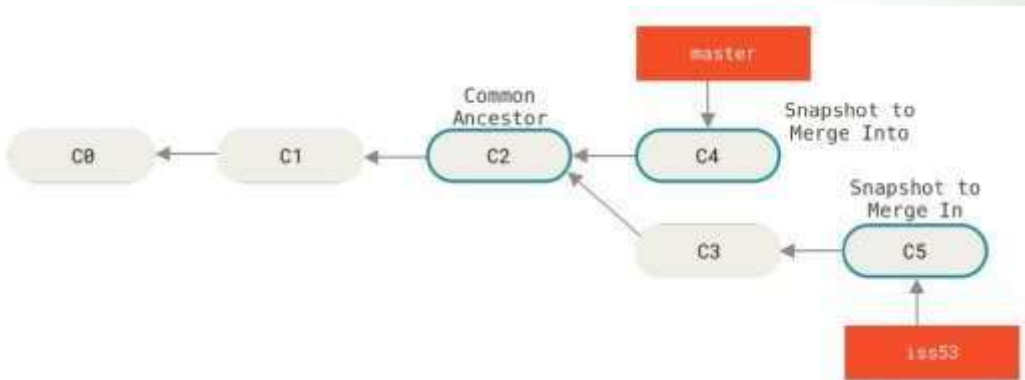 master
Common
Ancestor
Snapshot to
Merge Into
C0
C1
C2
C4
Snapshot to
Merge In
C3
C5
iss53